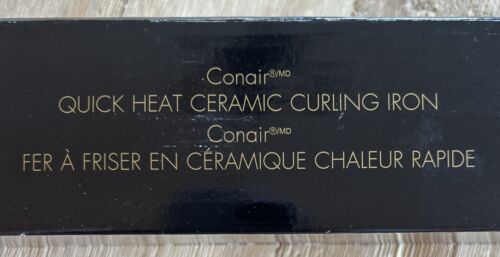 Conair®/MD
QUICK HEAT CERAMIC CURLING IRON
Conair®/MD
FER À FRISER EN CÉRAMIQUE CHALEUR RAPIDE